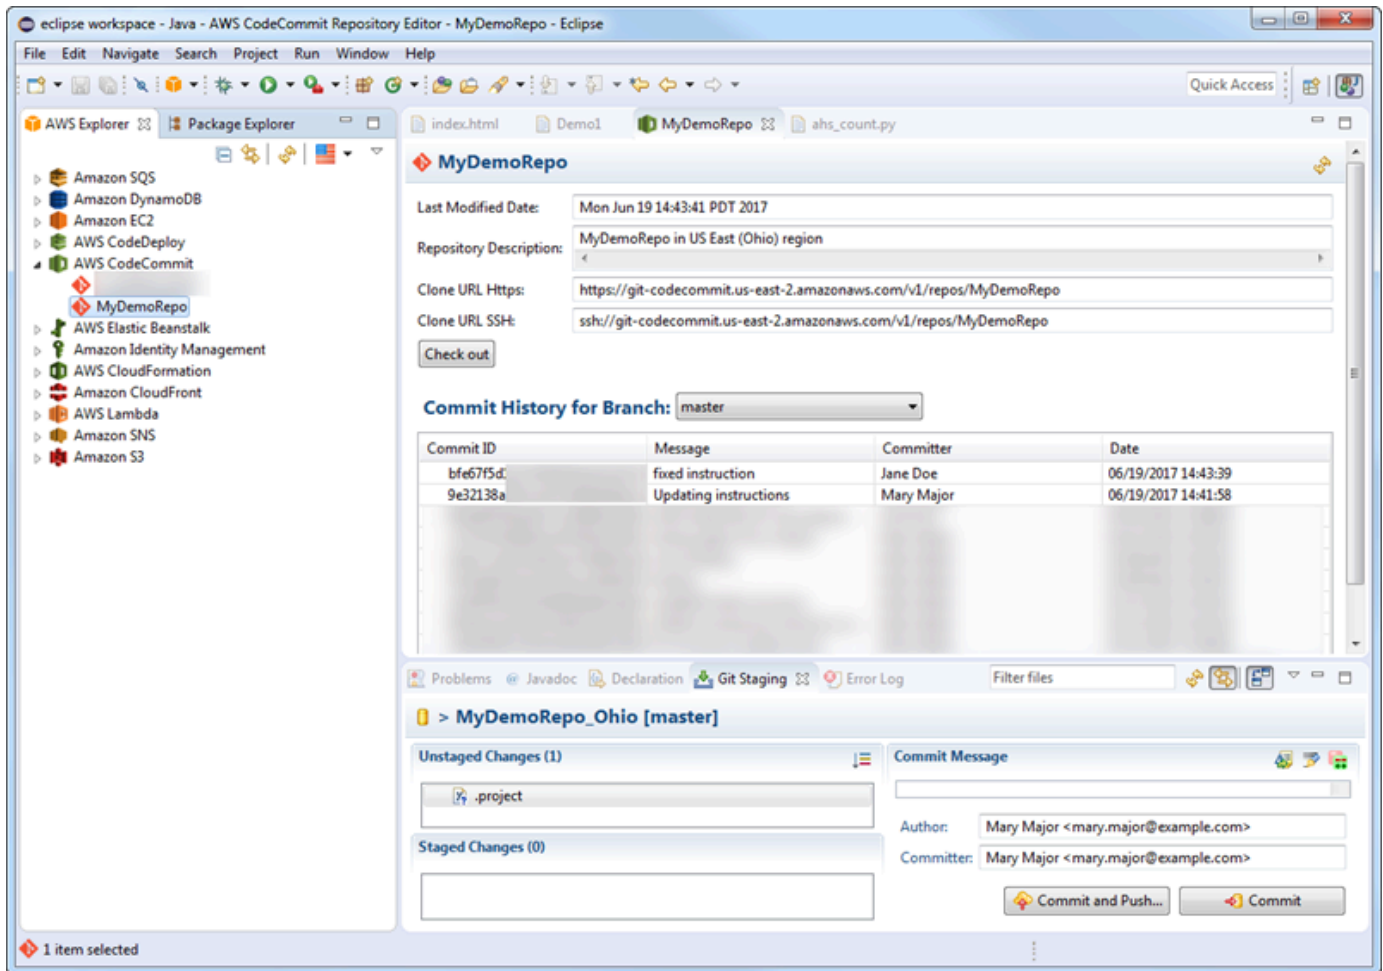 eclipse workspace - Java - AWS CodeCommit Repository Editor - MyDemoRepo - Eclipse
File Edit Navigate Search Project Run Window Help
Quick Access
AWS Explorer
Package Explorer
Amazon SQS
Amazon DynamoDB
Amazon EC2
AWS CodeDeploy
AWS CodeCommit
MyDemoRepo
AWS Elastic Beanstalk
Amazon Identity Management
AWS CloudFormation
Amazon CloudFront
AWS Lambda
Amazon SNS
Amazon S3
index.html Demo1 MyDemoRepo ahs_count.py
MyDemoRepo
Last Modified Date: Mon Jun 19 14:43:41 PDT 2017
Repository Description: MyDemoRepo in US East (Ohio) region
Clone URL Https: https://git-codecommit.us-east-2.amazonaws.com/v1/repos/MyDemoRepo
Clone URL SSH: ssh://git-codecommit.us-east-2.amazonaws.com/v1/repos/MyDemoRepo
Check out
Commit History for Branch: master
Commit ID Message Committer Date
bfe67f5d fixed instruction Jane Doe 06/19/2017 14:43:39
9e32138a Updating instructions Mary Major 06/19/2017 14:41:58
Problems @ Javadoc Declaration Git Staging Error Log Filter files
> MyDemoRepo_Ohio [master]
Unstaged Changes (1)
.project
Staged Changes (0)
Commit Message
Author: Mary Major <mary.major@example.com>
Committer: Mary Major <mary.major@example.com>
Commit and Push... Commit
1 item selected